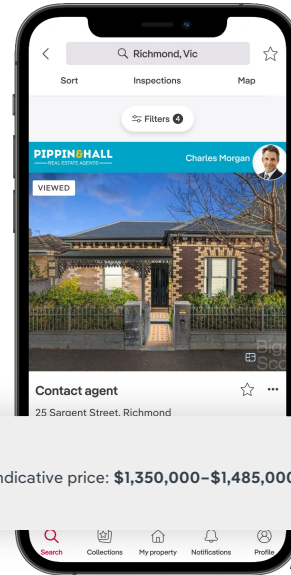 Richmond, Vic
Sort Inspections Map
Filters 4
PIPPIN&HALL
REAL ESTATE AGENTS
Charles Morgan
VIEWED
Contact agent
25 Sargent Street, Richmond
ndicative price: $1,350,000–$1,485,000
Search Collections My property Notifications Profile